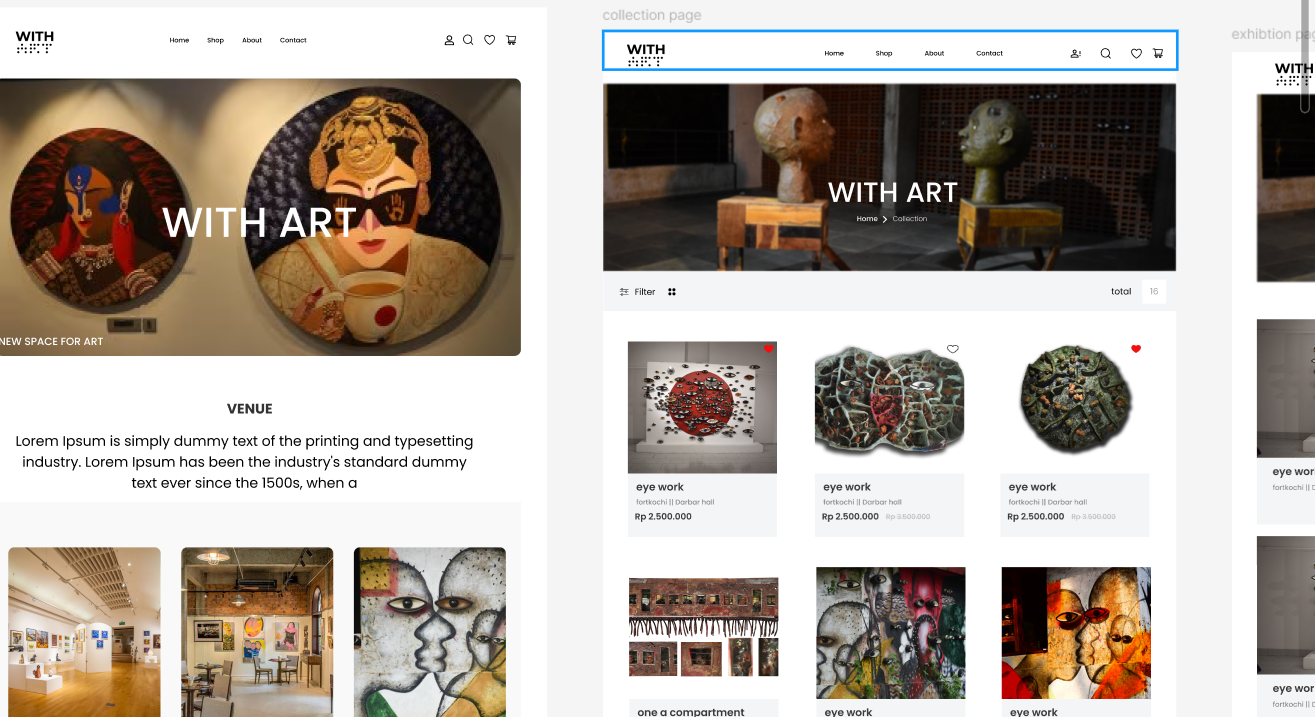 WITH
Home Shop About Contact
WITH ART
NEW SPACE FOR ART
VENUE
Lorem Ipsum is simply dummy text of the printing and typesetting
industry. Lorem Ipsum has been the industry's standard dummy
text ever since the 1500s, when a
collection page
WITH
Home Shop About Contact
WITH ART
Home Collection
Filter
total 16
eye work
fortkochi || Darbar hall
Rp 2.500.000
eye work
fortkochi || Darbar hall
Rp 2.500.000 Rp 3.500.000
eye work
fortkochi || Darbar hall
Rp 2.500.000 Rp 3.500.000
one a compartment
eye work
eye work
exhibtion pag
WITH
eye wor
fortkochi || D
eye wor
fortkochi || D